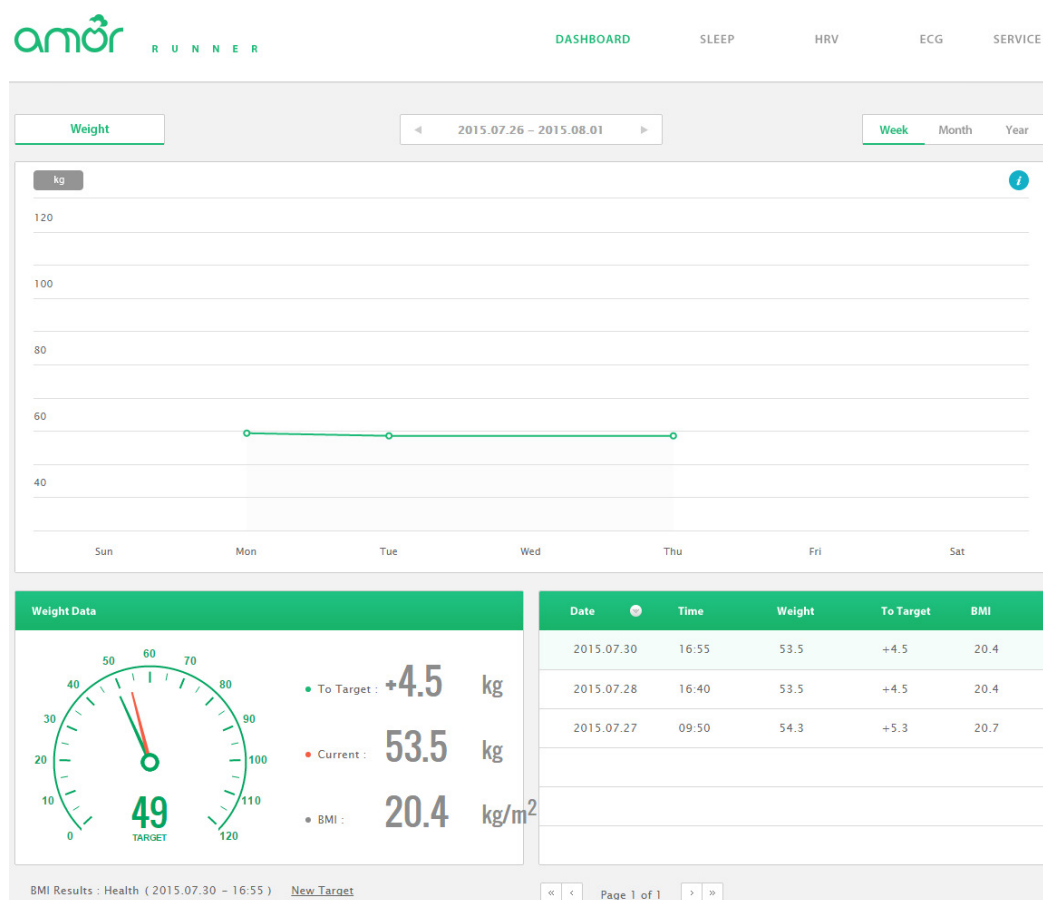 amor RUNNER DASHBOARD SLEEP HRV ECG SERVICE
Weight 2015.07.26 – 2015.08.01 Week Month Year
kg i
120
100
80
60
40
Sun Mon Tue Wed Thu Fri Sat
Weight Data
0 10 20 30 40 50 60 70 80 90 100 110 120
49
TARGET
To Target : +4.5 kg
Current : 53.5 kg
BMI : 20.4 kg/m²
Date Time Weight To Target BMI
2015.07.30 16:55 53.5 +4.5 20.4
2015.07.28 16:40 53.5 +4.5 20.4
2015.07.27 09:50 54.3 +5.3 20.7
BMI Results : Health ( 2015.07.30 – 16:55 ) New Target
« ‹ Page 1 of 1 › »